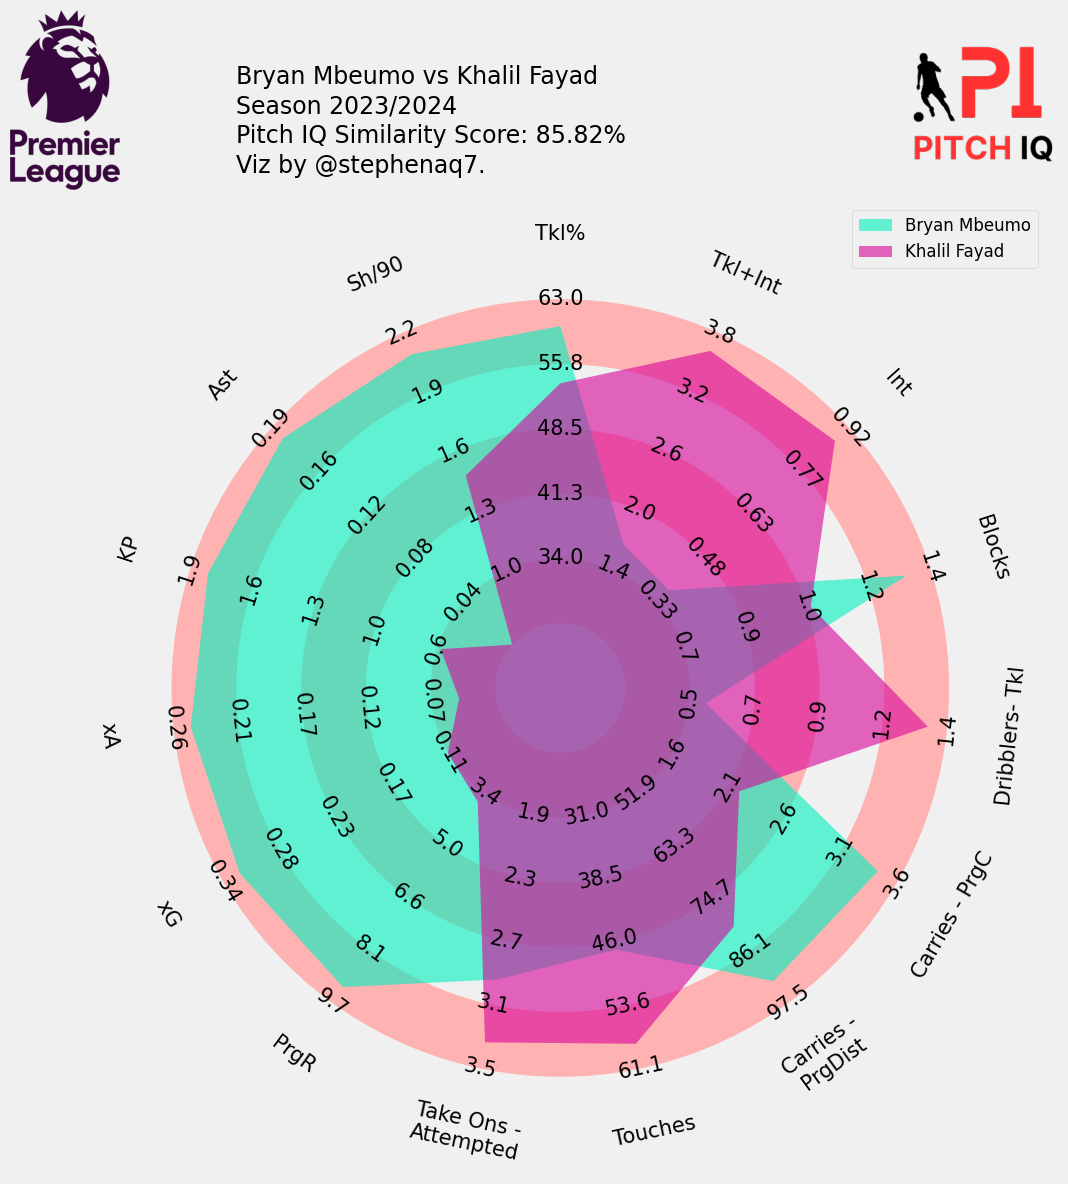 Premier
League
Bryan Mbeumo vs Khalil Fayad
Season 2023/2024
Pitch IQ Similarity Score: 85.82%
Viz by @stephenaq7.
PI
PITCH IQ
Bryan Mbeumo
Khalil Fayad
Tkl%
63.0
55.8
48.5
41.3
34.0
Tkl+Int
3.8
3.2
2.6
2.0
1.4
Int
0.92
0.77
0.63
0.48
0.33
Blocks
1.4
1.2
1.0
0.9
0.7
Dribblers- Tkl
1.4
1.2
0.9
0.7
0.5
Carries - PrgC
3.6
3.1
2.6
2.1
1.6
Carries -
PrgDist
97.5
86.1
74.7
63.3
51.9
Touches
61.1
53.6
46.0
38.5
31.0
Take Ons -
Attempted
3.5
3.1
2.7
2.3
1.9
PrgR
9.7
8.1
6.6
5.0
3.4
xG
0.34
0.28
0.23
0.17
0.11
xA
0.26
0.21
0.17
0.12
0.07
KP
1.9
1.6
1.3
1.0
0.6
Ast
0.19
0.16
0.12
0.08
0.04
Sh/90
2.2
1.9
1.6
1.3
1.0